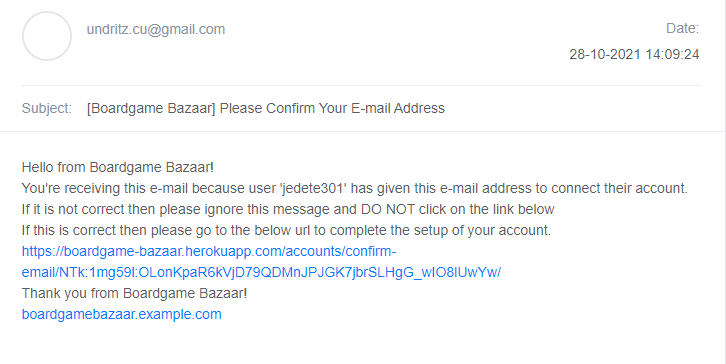 undritz.cu@gmail.com
Date:
28-10-2021 14:09:24
Subject: [Boardgame Bazaar] Please Confirm Your E-mail Address
Hello from Boardgame Bazaar!
You're receiving this e-mail because user 'jedete301' has given this e-mail address to connect their account.
If it is not correct then please ignore this message and DO NOT click on the link below
If this is correct then please go to the below url to complete the setup of your account.
https://boardgame-bazaar.herokuapp.com/accounts/confirm-
email/NTk:1mg59I:OLonKpaR6kVjD79QDMnJPJGK7jbrSLHgG_wIO8lUwYw/
Thank you from Boardgame Bazaar!
boardgamebazaar.example.com